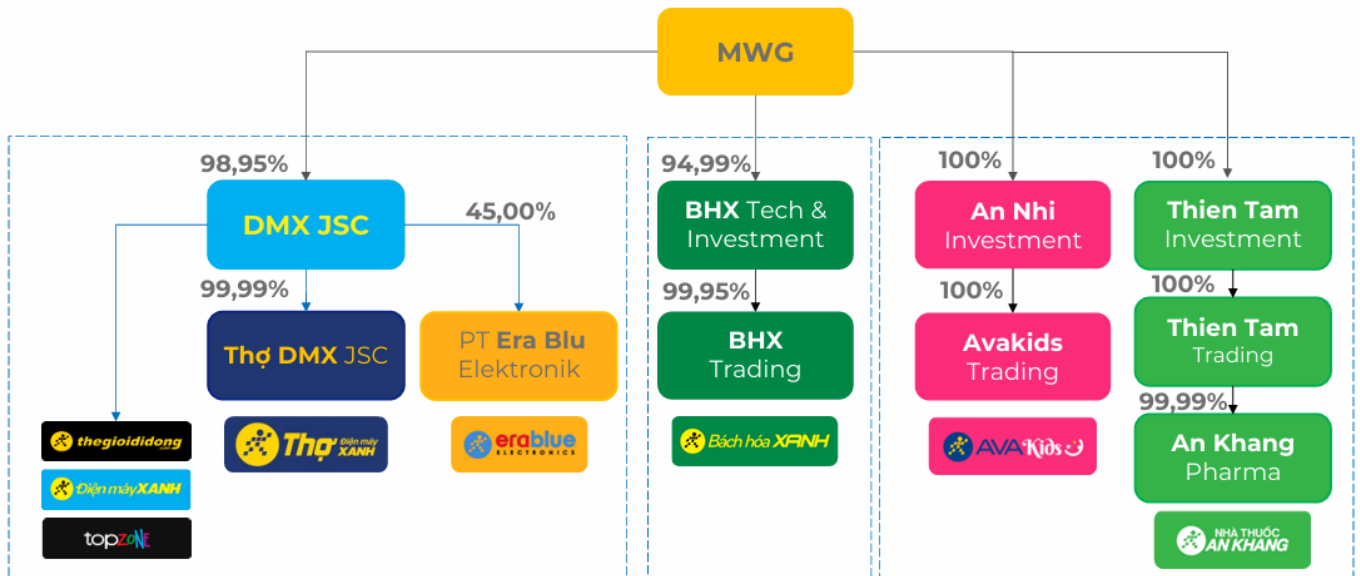 MWG
98,95%
DMX JSC
45,00%
99,99%
Thợ DMX JSC
PT Era Blu
Elektronik
thegioididong
.com
Điện máy XANH
topzone
Thợ Điện máy XANH
erablue
ELECTRONICS
94,99%
BHX Tech &
Investment
99,95%
BHX
Trading
Bách hóa XANH
100%
An Nhi
Investment
100%
Avakids
Trading
AVAKids
100%
Thien Tam
Investment
100%
Thien Tam
Trading
99,99%
An Khang
Pharma
NHÀ THUỐC
AN KHANG